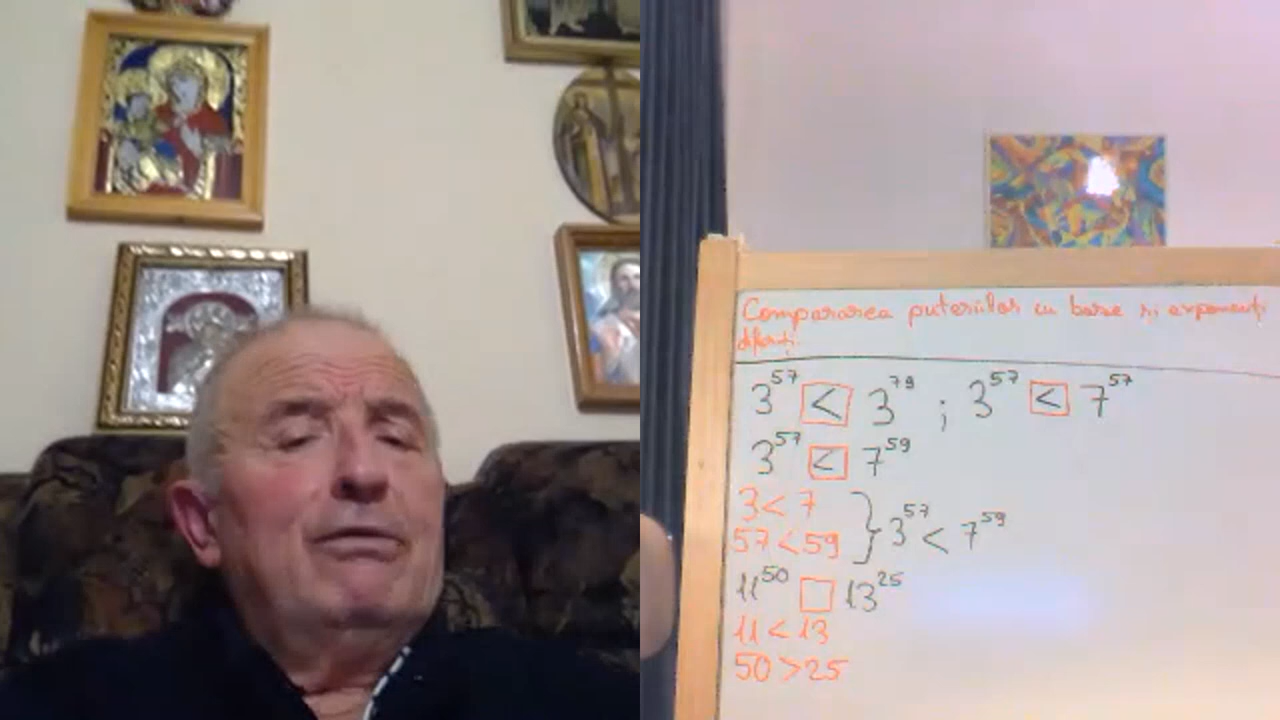 Compararea puterilor cu baze și exponenți
diferiți.
3^57 < 3^79 ; 3^57 < 7^57
3^57 < 7^59
3 < 7
57 < 59 } 3^57 < 7^59
11^50 □ 13^25
11 < 13
50 > 25